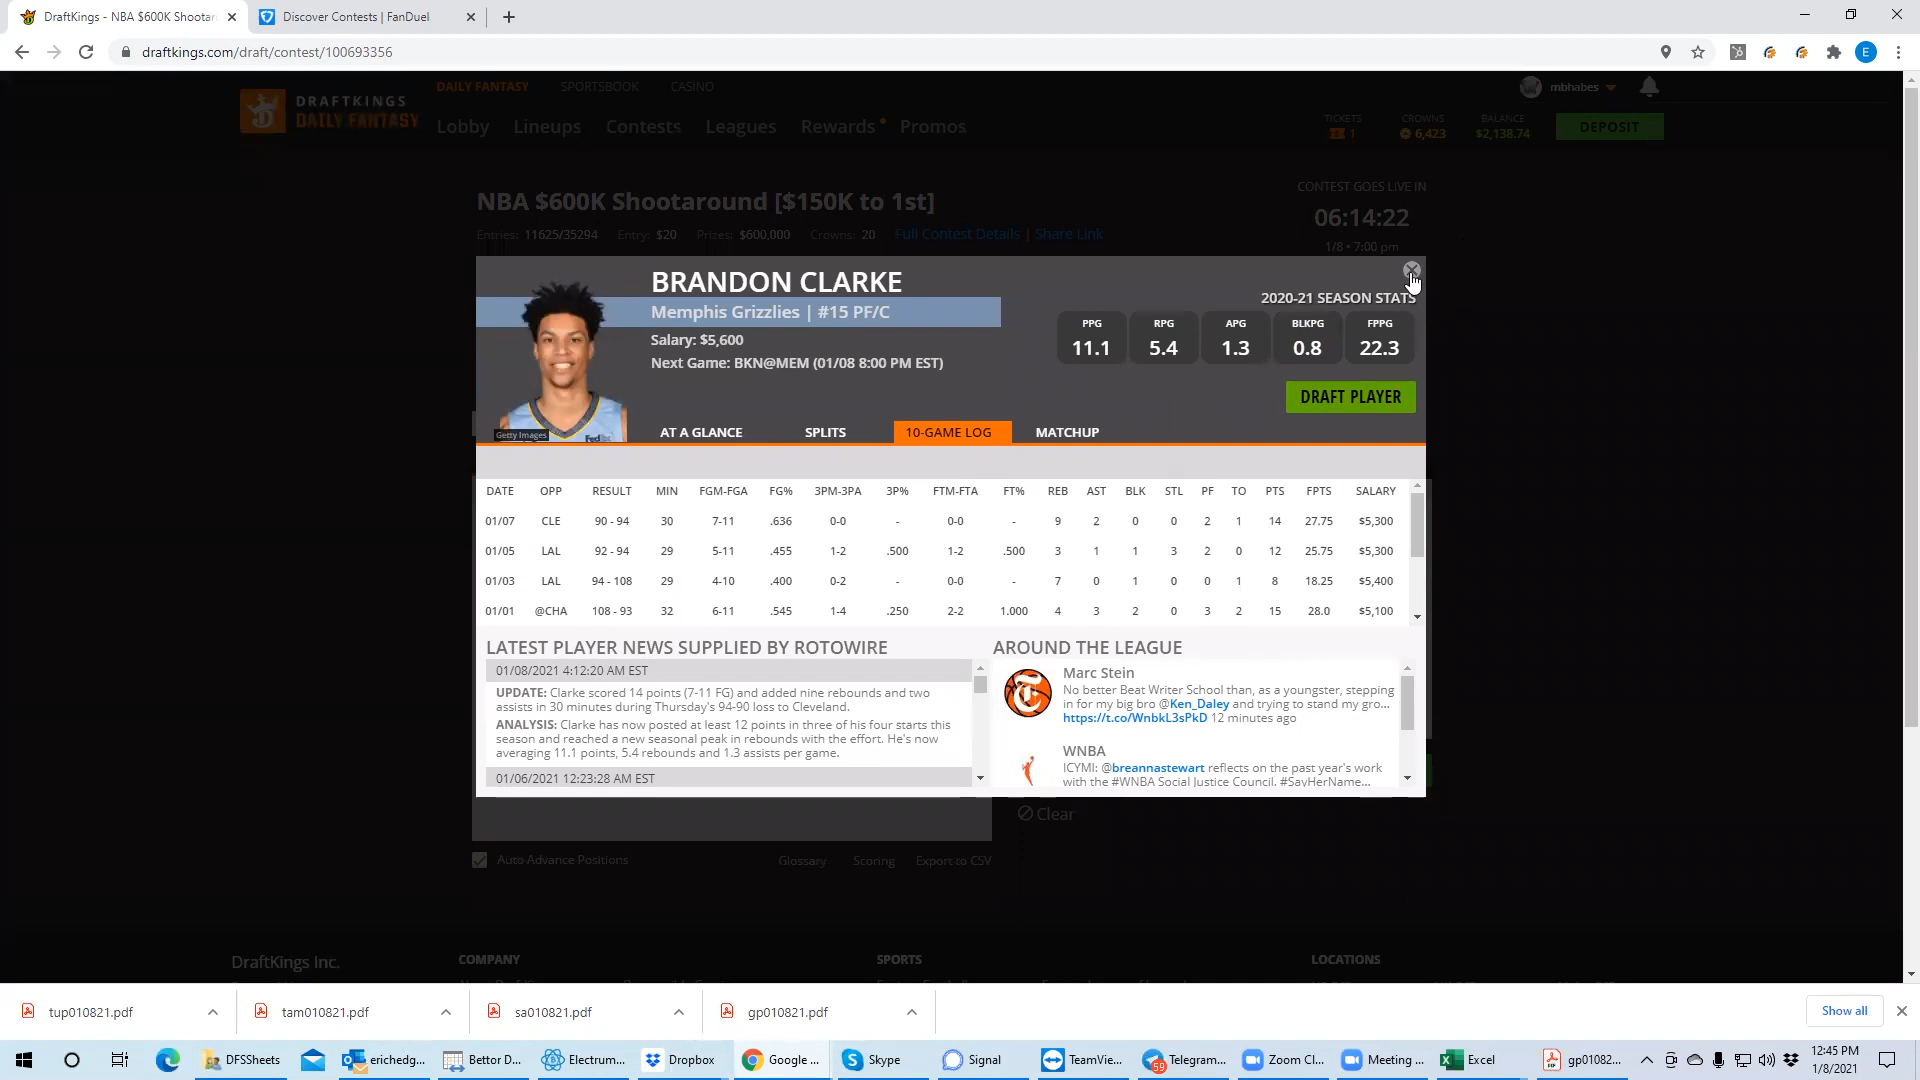 DraftKings - NBA $600K Shootaro
Discover Contests | FanDuel
draftkings.com/draft/contest/100693356
E
DAILY FANTASY SPORTSBOOK CASINO
mbhabes
DRAFTKINGS
DAILY FANTASY
Lobby Lineups Contests Leagues Rewards Promos
TICKETS CROWNS BALANCE
1 6,423 $2,138.74
DEPOSIT
NBA $600K Shootaround [$150K to 1st]
CONTEST GOES LIVE IN
06:14:22
Entries: 11625/35294 Entry: $20 Prizes: $600,000 Crowns: 20 Full Contest Details | Share Link
1/8 • 7:00 pm
BRANDON CLARKE
Memphis Grizzlies | #15 PF/C
Salary: $5,600
Next Game: BKN@MEM (01/08 8:00 PM EST)
2020-21 SEASON STATS
PPG RPG APG BLKPG FPPG
11.1 5.4 1.3 0.8 22.3
DRAFT PLAYER
Getty Images
AT A GLANCE SPLITS 10-GAME LOG MATCHUP
DATE OPP RESULT MIN FGM-FGA FG% 3PM-3PA 3P% FTM-FTA FT% REB AST BLK STL PF TO PTS FPTS SALARY
01/07 CLE 90 - 94 30 7-11 .636 0-0 - 0-0 - 9 2 0 0 2 1 14 27.75 $5,300
01/05 LAL 92 - 94 29 5-11 .455 1-2 .500 1-2 .500 3 1 1 3 2 0 12 25.75 $5,300
01/03 LAL 94 - 108 29 4-10 .400 0-2 - 0-0 - 7 0 1 0 0 1 8 18.25 $5,400
01/01 @CHA 108 - 93 32 6-11 .545 1-4 .250 2-2 1.000 4 3 2 0 3 2 15 28.0 $5,100
LATEST PLAYER NEWS SUPPLIED BY ROTOWIRE
01/08/2021 4:12:20 AM EST
UPDATE: Clarke scored 14 points (7-11 FG) and added nine rebounds and two
assists in 30 minutes during Thursday's 94-90 loss to Cleveland.
ANALYSIS: Clarke has now posted at least 12 points in three of his four starts this
season and reached a new seasonal peak in rebounds with the effort. He's now
averaging 11.1 points, 5.4 rebounds and 1.3 assists per game.
01/06/2021 12:23:28 AM EST
AROUND THE LEAGUE
Marc Stein
No better Beat Writer School than, as a youngster, stepping
in for my big bro @Ken_Daley and trying to stand my gro...
https://t.co/WnbkL3sPkD 12 minutes ago
WNBA
ICYMI: @breannastewart reflects on the past year's work
with the #WNBA Social Justice Council. #SayHerName...
Clear
Auto Advance Positions Glossary Scoring Export to CSV
DraftKings Inc. COMPANY SPORTS LOCATIONS
tup010821.pdf
tam010821.pdf
sa010821.pdf
gp010821.pdf
Show all
DFSSheets
erichedg...
Bettor D...
Electrum...
Dropbox
Google ...
Skype
Signal
TeamVie...
59
Telegram...
Zoom Cl...
Meeting ...
Excel
gp01082...
12:45 PM
1/8/2021